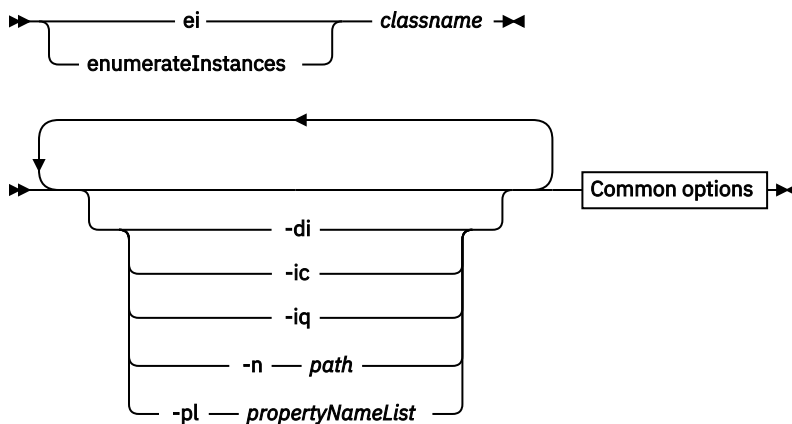 ei classname
enumerateInstances
Common options
-di
-ic
-iq
-n path
-pl propertyNameList